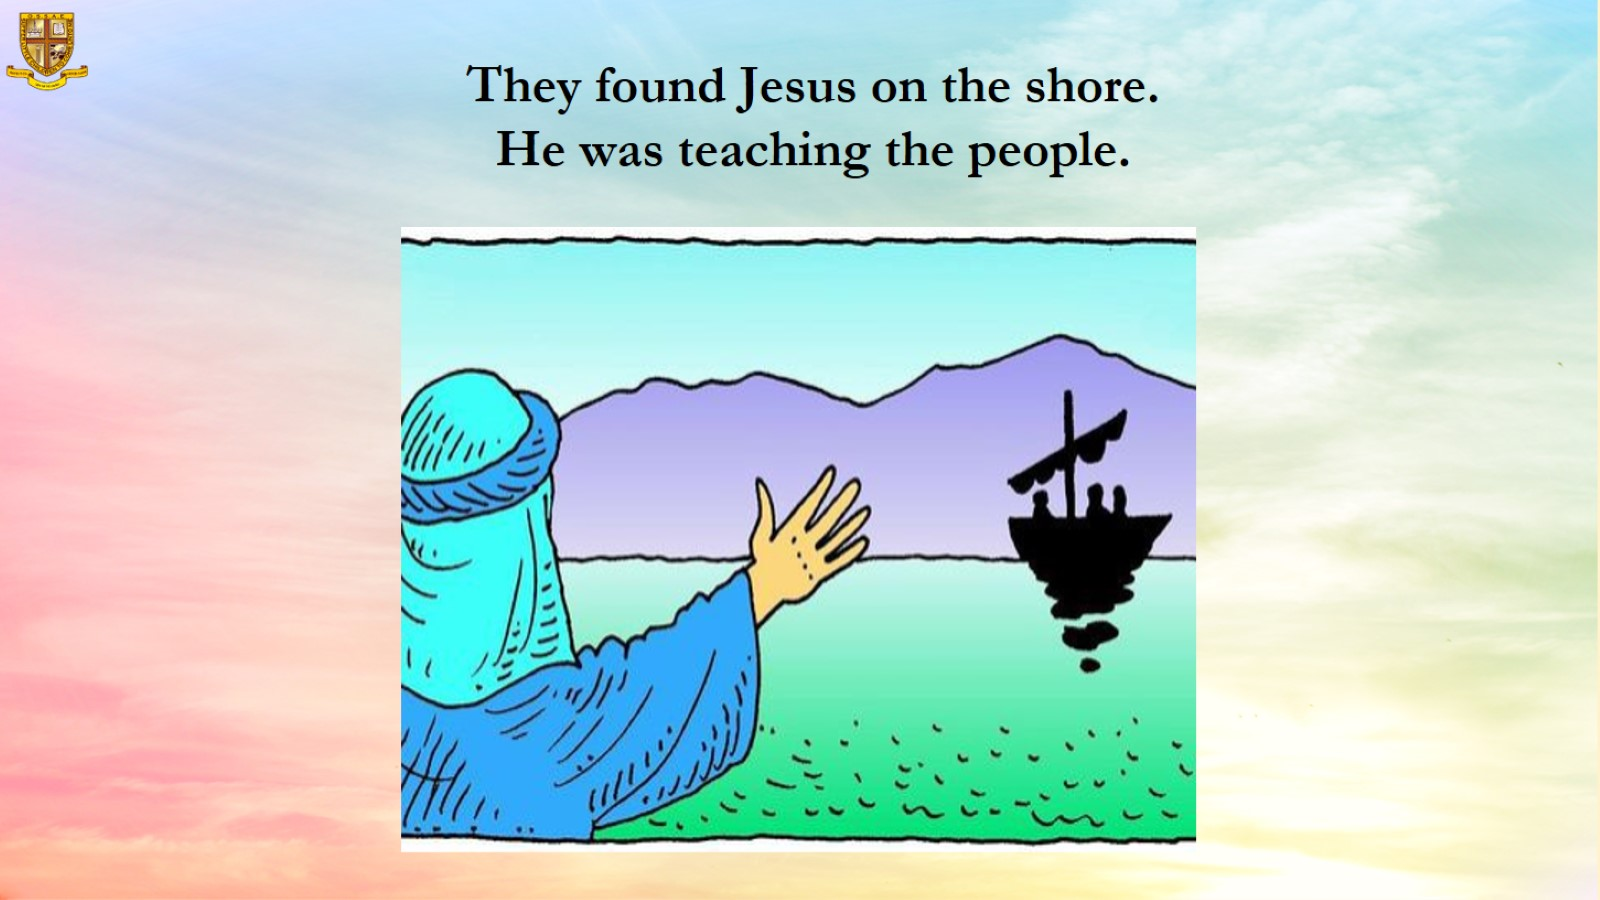 They found Jesus on the shore.
He was teaching the people.